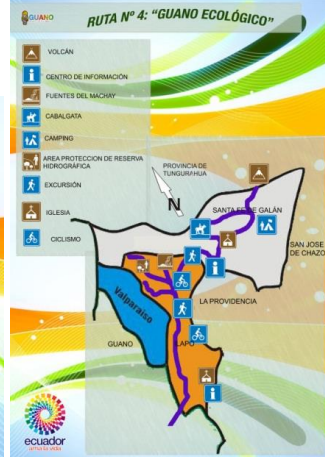 GUANO
RUTA Nº 4: "GUANO ECOLÓGICO"
VOLCÁN
CENTRO DE INFORMACIÓN
FUENTES DEL MACHAY
CABALGATA
CAMPING
AREA PROTECCION DE RESERVA
HIDROGRÁFICA
EXCURSIÓN
IGLESIA
CICLISMO
PROVINCIA DE
TUNGURAHUA
N
SANTA FE DE GALÁN
SAN JOSE
DE CHAZO
LA PROVIDENCIA
Valparaiso
GUANO
ILAPO
ecuador
ama la vida